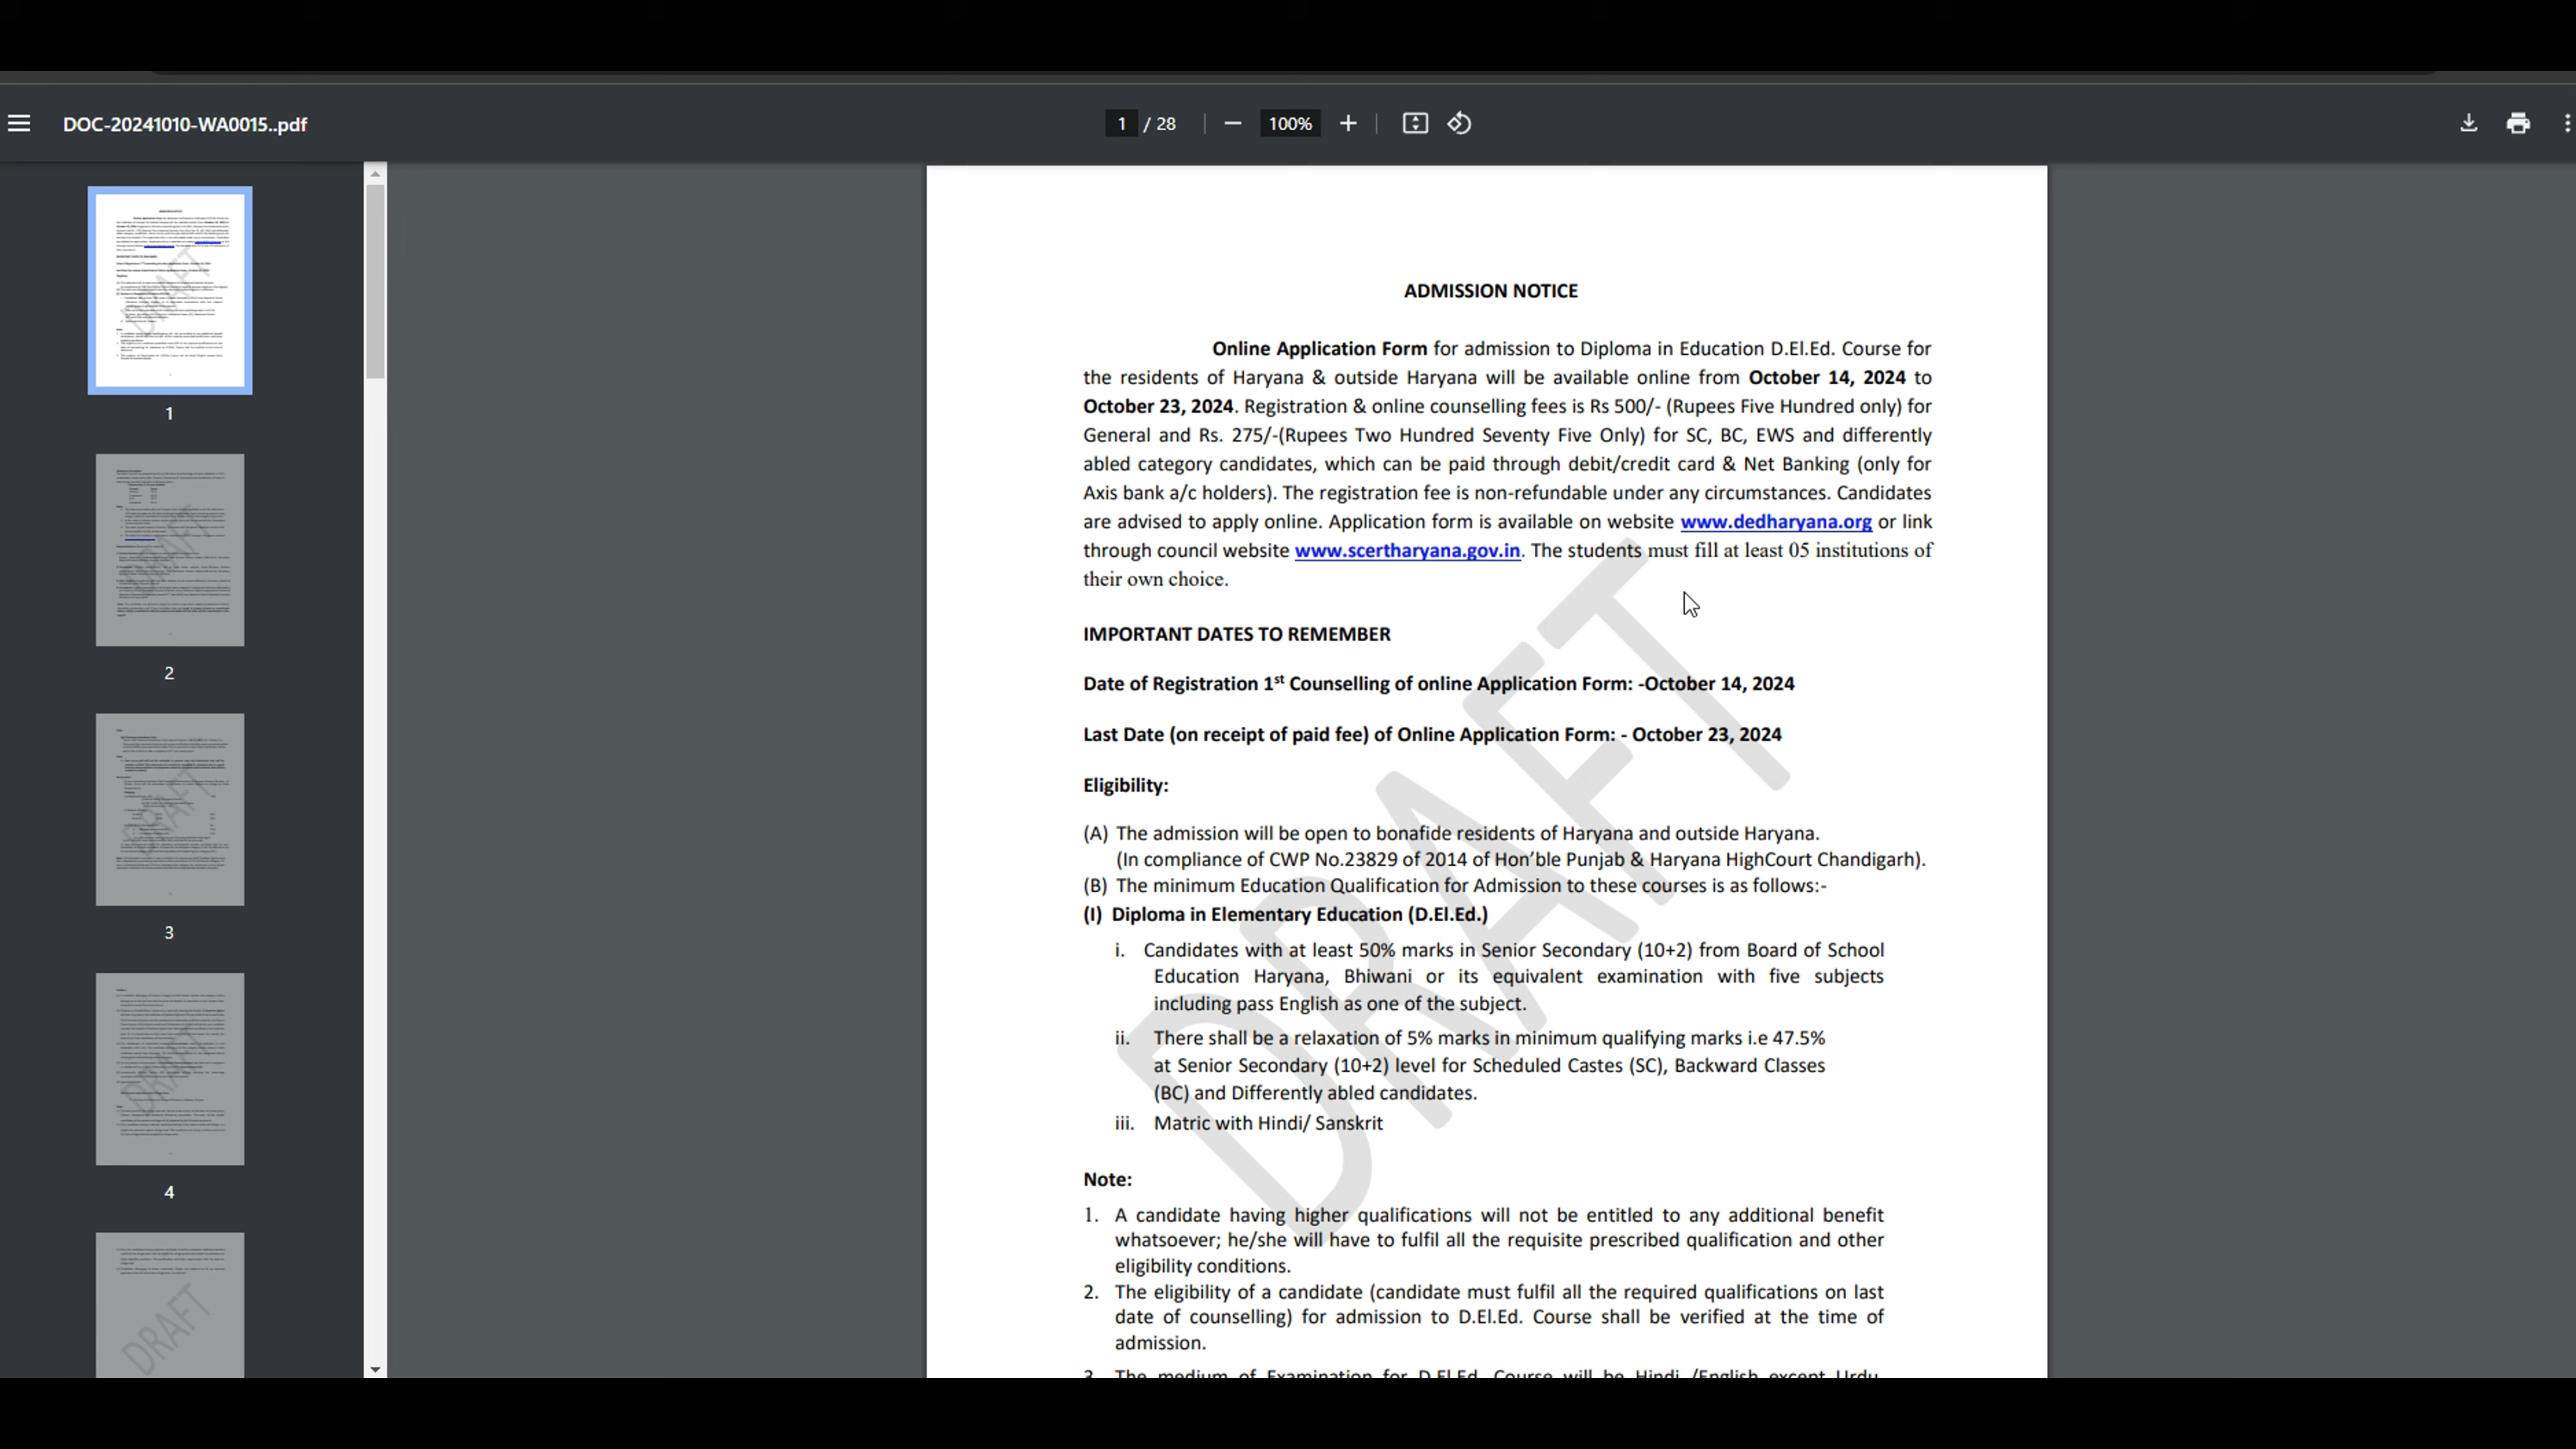 DOC-20241010-WA0015..pdf
1 / 28
100%
1
2
3
4
ADMISSION NOTICE
Online Application Form for admission to Diploma in Education D.El.Ed. Course for
the residents of Haryana & outside Haryana will be available online from October 14, 2024 to
October 23, 2024. Registration & online counselling fees is Rs 500/- (Rupees Five Hundred only) for
General and Rs. 275/-(Rupees Two Hundred Seventy Five Only) for SC, BC, EWS and differently
abled category candidates, which can be paid through debit/credit card & Net Banking (only for
Axis bank a/c holders). The registration fee is non-refundable under any circumstances. Candidates
are advised to apply online. Application form is available on website www.dedharyana.org or link
through council website www.scertharyana.gov.in. The students must fill at least 05 institutions of
their own choice.
IMPORTANT DATES TO REMEMBER
Date of Registration 1st Counselling of online Application Form: -October 14, 2024
Last Date (on receipt of paid fee) of Online Application Form: - October 23, 2024
Eligibility:
(A) The admission will be open to bonafide residents of Haryana and outside Haryana.
(In compliance of CWP No.23829 of 2014 of Hon'ble Punjab & Haryana HighCourt Chandigarh).
(B) The minimum Education Qualification for Admission to these courses is as follows:-
(I) Diploma in Elementary Education (D.El.Ed.)
i. Candidates with at least 50% marks in Senior Secondary (10+2) from Board of School
Education Haryana, Bhiwani or its equivalent examination with five subjects
including pass English as one of the subject.
ii. There shall be a relaxation of 5% marks in minimum qualifying marks i.e 47.5%
at Senior Secondary (10+2) level for Scheduled Castes (SC), Backward Classes
(BC) and Differently abled candidates.
iii. Matric with Hindi/ Sanskrit
Note:
1. A candidate having higher qualifications will not be entitled to any additional benefit
whatsoever; he/she will have to fulfil all the requisite prescribed qualification and other
eligibility conditions.
2. The eligibility of a candidate (candidate must fulfil all the required qualifications on last
date of counselling) for admission to D.El.Ed. Course shall be verified at the time of
admission.
3. The medium of Examination for D.El.Ed. Course will be Hindi /English except Urdu,
DRAFT